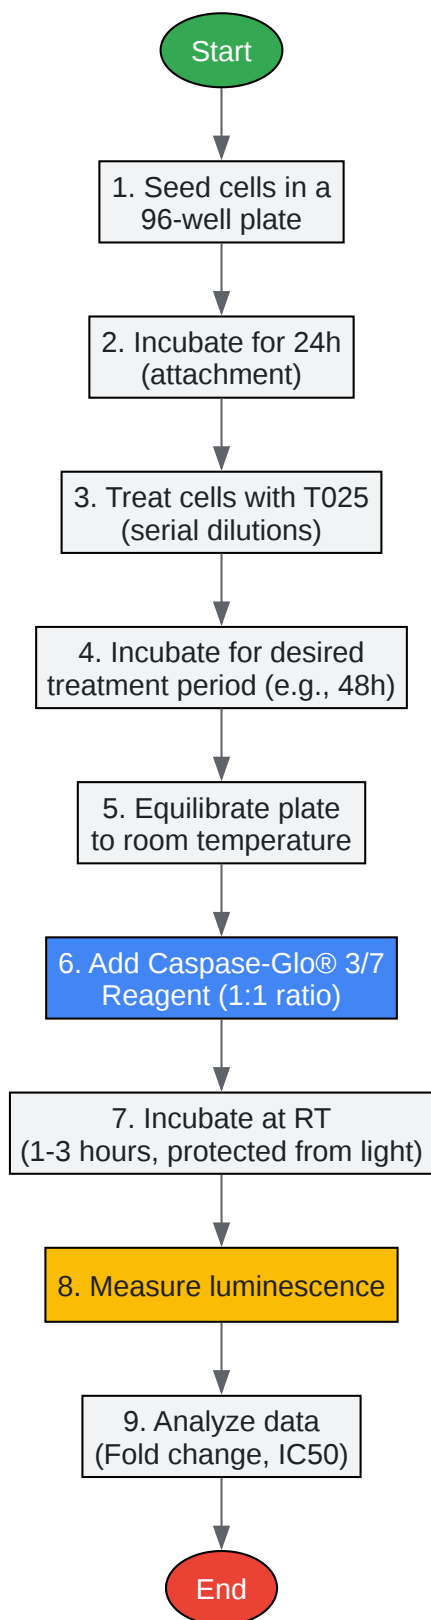 Start
1. Seed cells in a
96-well plate
2. Incubate for 24h
(attachment)
3. Treat cells with T025
(serial dilutions)
4. Incubate for desired
treatment period (e.g., 48h)
5. Equilibrate plate
to room temperature
6. Add Caspase-Glo® 3/7
Reagent (1:1 ratio)
7. Incubate at RT
(1-3 hours, protected from light)
8. Measure luminescence
9. Analyze data
(Fold change, IC50)
End